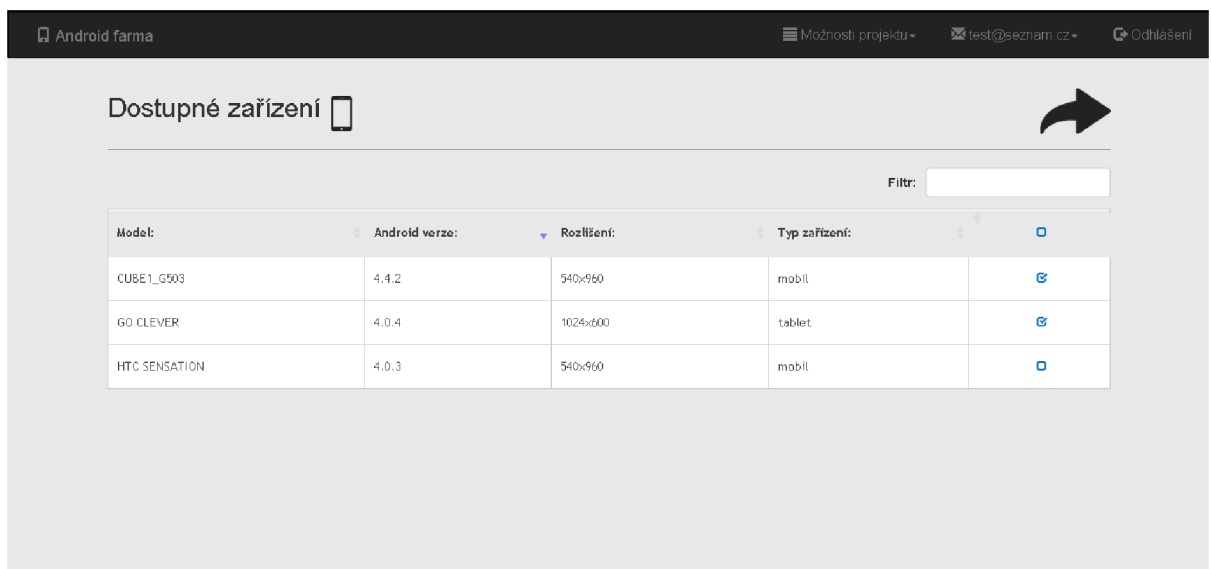 Android farma
Možnosti projektu
test@seznam.cz
Odhlášení
Dostupné zařízení
Filtr:
Model: Android verze: Rozlišení: Typ zařízení:
CUBE1_G503 4.4.2 540x960 mobil
GO CLEVER 4.0.4 1024x600 tablet
HTC SENSATION 4.0.3 540x960 mobil